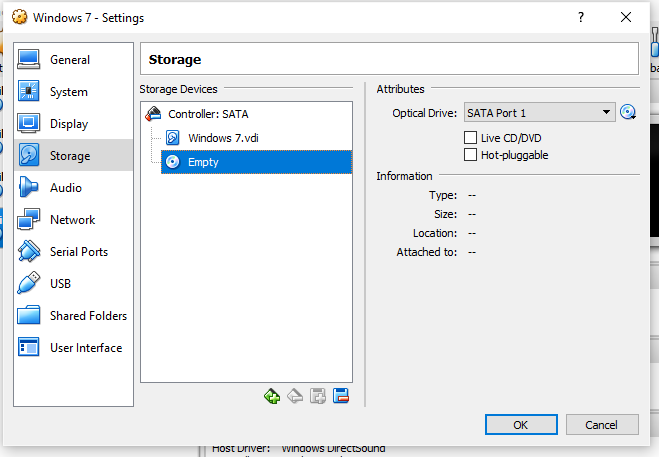 Windows 7 - Settings
?
General
System
Display
Storage
Audio
Network
Serial Ports
USB
Shared Folders
User Interface
Storage
Storage Devices
Controller: SATA
Windows 7.vdi
Empty
Attributes
Optical Drive: SATA Port 1
Live CD/DVD
Hot-pluggable
Information
Type: --
Size: --
Location: --
Attached to: --
OK
Cancel
Host Driver: Windows DirectSound